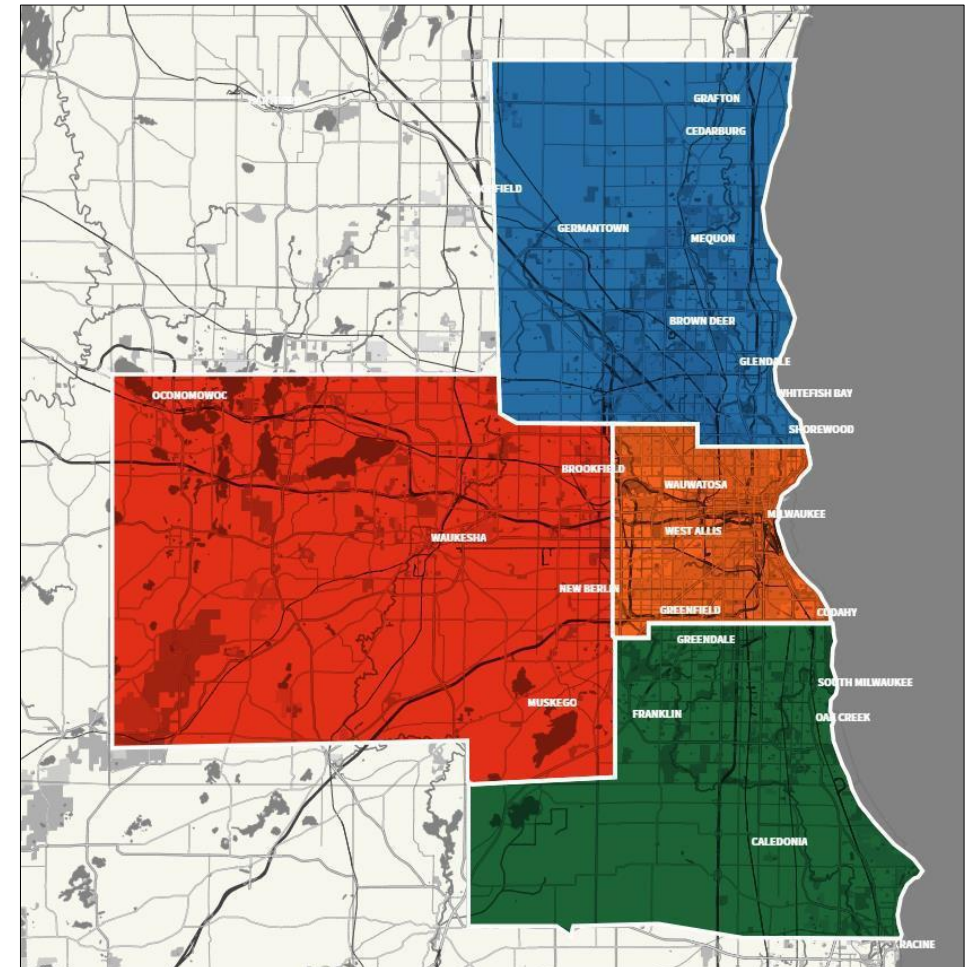 GRAFTON
CEDARBURG
GERMANTOWN
MEQUON
BROWN DEER
GLENDALE
WHITEFISH BAY
SHOREWOOD
OCONOMOWOC
BROOKFIELD
WAUWATOSA
MILWAUKEE
WEST ALLIS
WAUKESHA
NEW BERLIN
GREENFIELD
CUDAHY
GREENDALE
SOUTH MILWAUKEE
MUSKEGO
FRANKLIN
OAK CREEK
CALEDONIA
RACINE